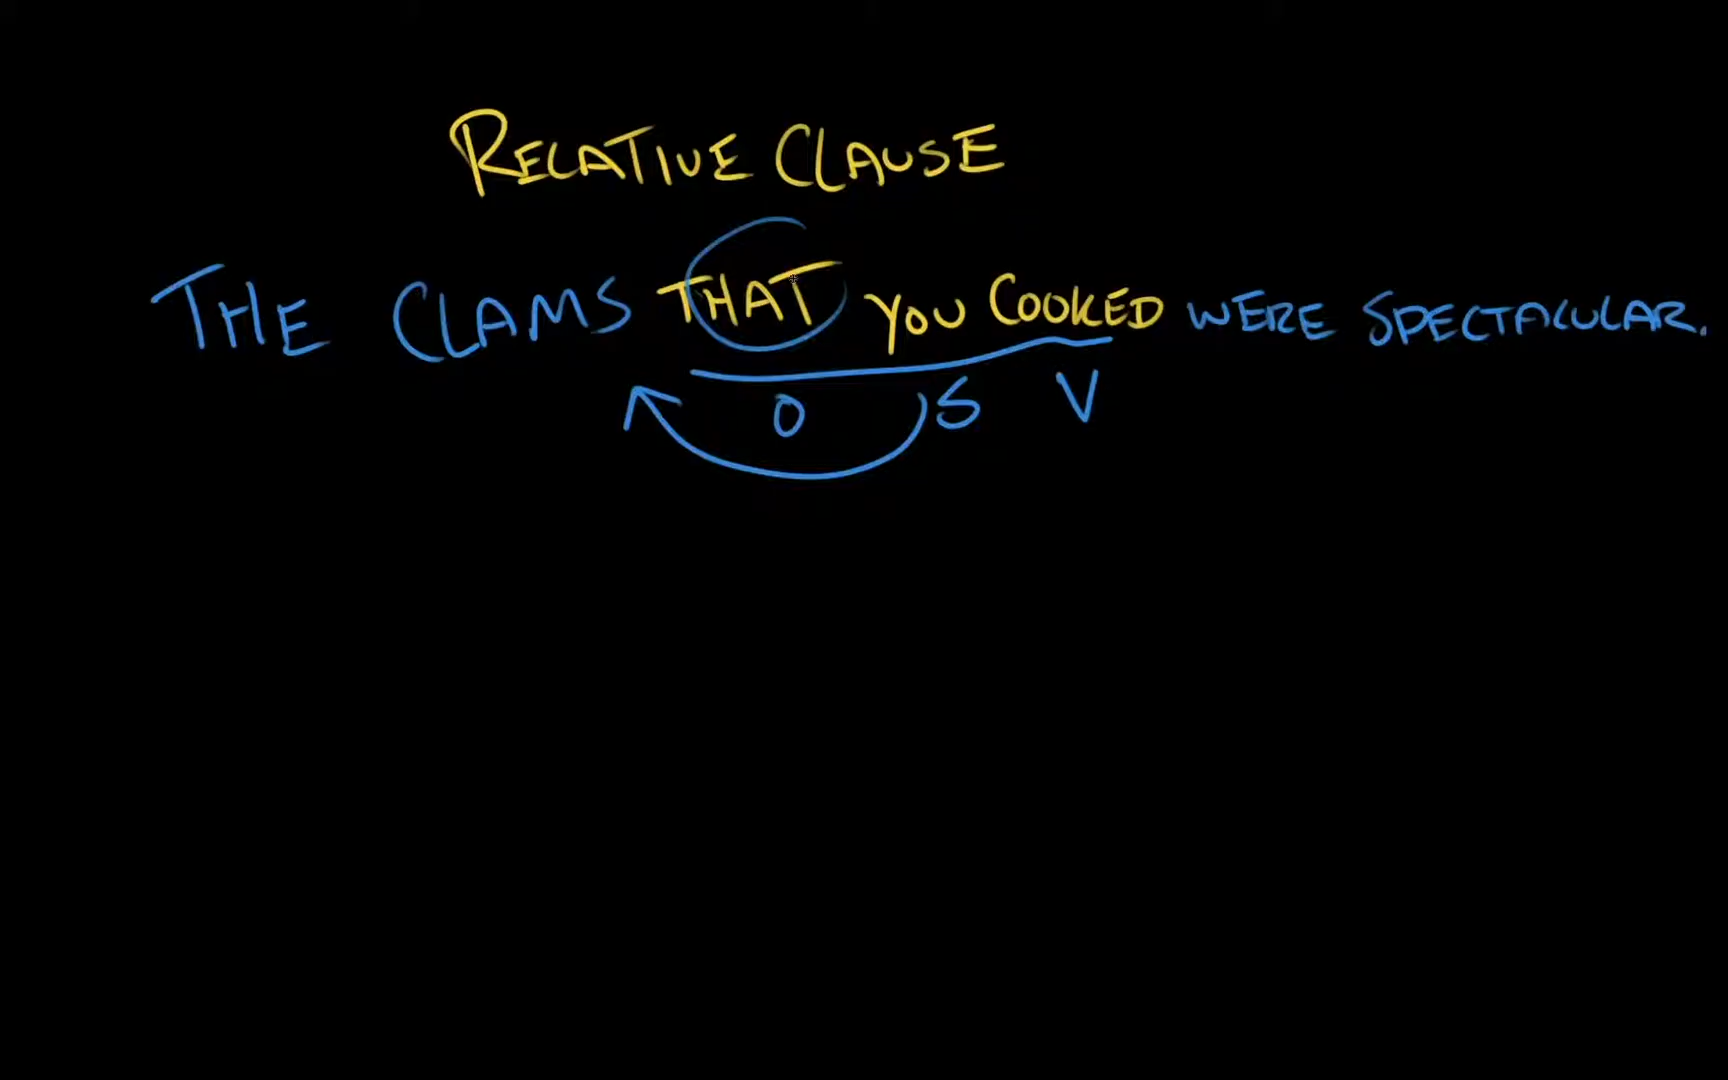 RELATIVE CLAUSE
THE CLAMS THAT YOU COOKED WERE SPECTACULAR.
O S V